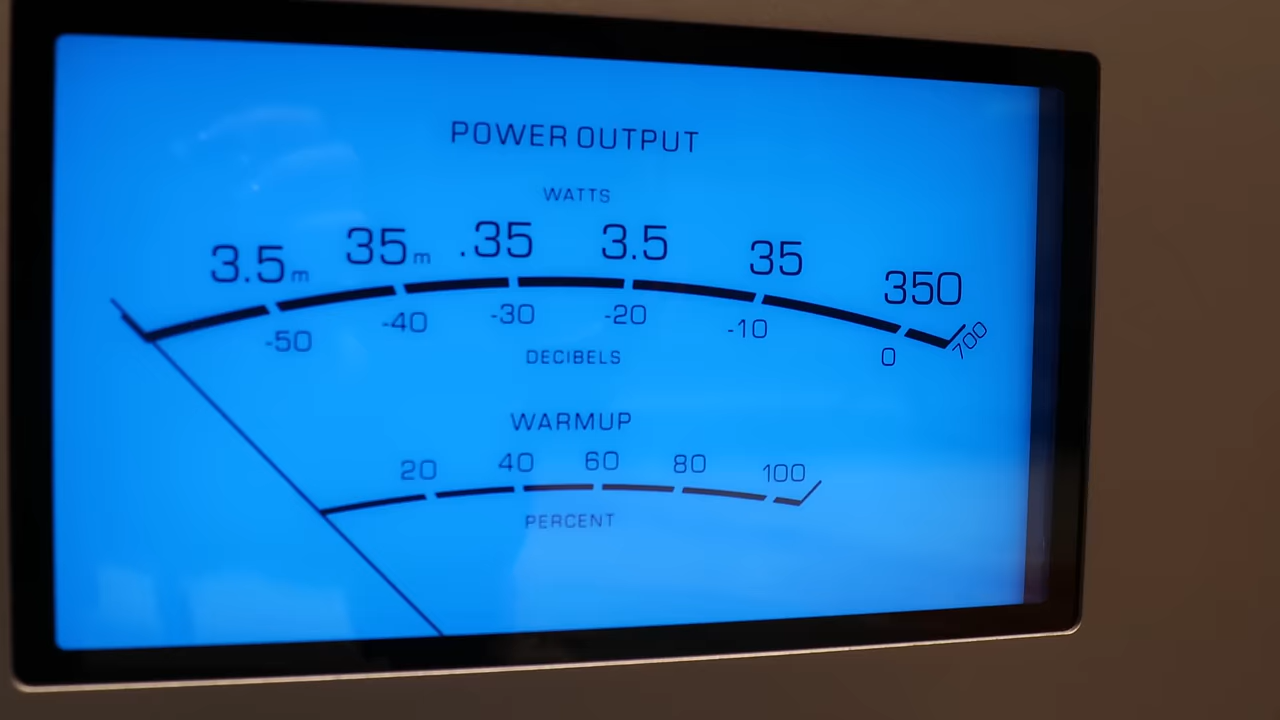 POWER OUTPUT
WATTS
3.5m 35m .35 3.5 35 350 700
-50 -40 -30 -20 -10 0
DECIBELS
WARMUP
20 40 60 80 100
PERCENT